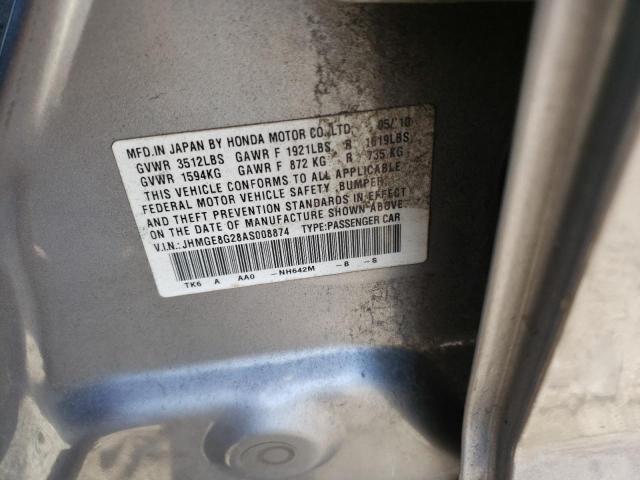 MFD. IN JAPAN BY HONDA MOTOR CO., LTD. 05/ 10
GVWR 3512LBS GAWR F 1921LBS R 1619LBS
GVWR 1594KG GAWR F 872 KG R 735 KG
THIS VEHICLE CONFORMS TO ALL APPLICABLE
FEDERAL MOTOR VEHICLE SAFETY, BUMPER,
AND THEFT PREVENTION STANDARDS IN EFFECT
ON THE DATE OF MANUFACTURE SHOWN ABOVE.
V.I.N.: JHMGE8G28AS008874 TYPE:PASSENGER CAR
TK6 A AA0 -NH642M -B -S